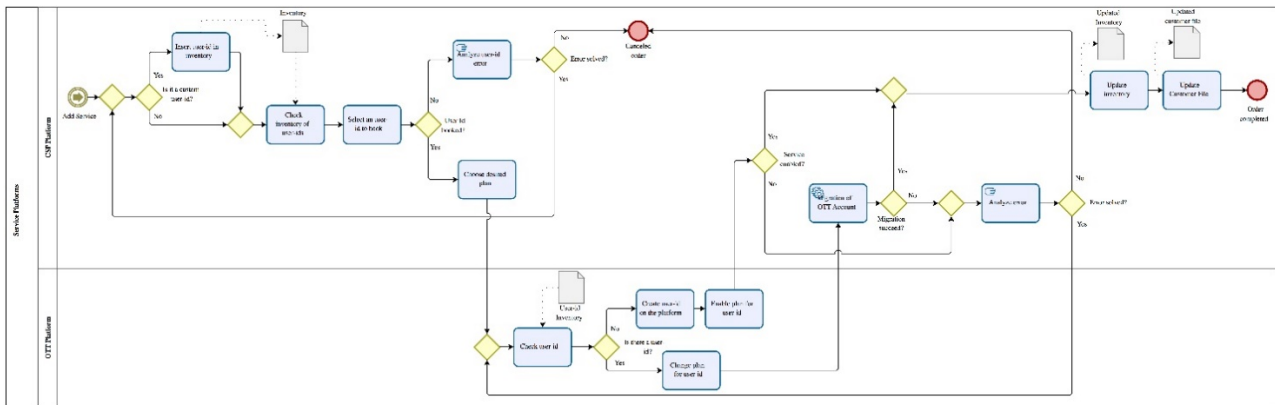 Service Platforms
CSP Platform
Add Service
Is it a custom
user id?
Yes
No
Insert user-id in
inventory
Inventory
Check
inventory of
user-ids
Select an user
id to book
User id
booked?
No
Yes
Analyze user-id
error
Error solved?
No
Yes
Canceled
order
Choose desired
plan
Service
enabled?
Yes
No
Migration of
OTT Account
Migration
succeed?
Yes
No
Analyze error
Error solved?
No
Yes
Updated
Inventory
Update
inventory
Updated
customer file
Update
Customer File
Order
completed
OTT Platform
User-id
Inventory
Check user id
Is there a user
id?
No
Yes
Create user-id
on the platform
Enable plan for
user id
Change plan
for user id